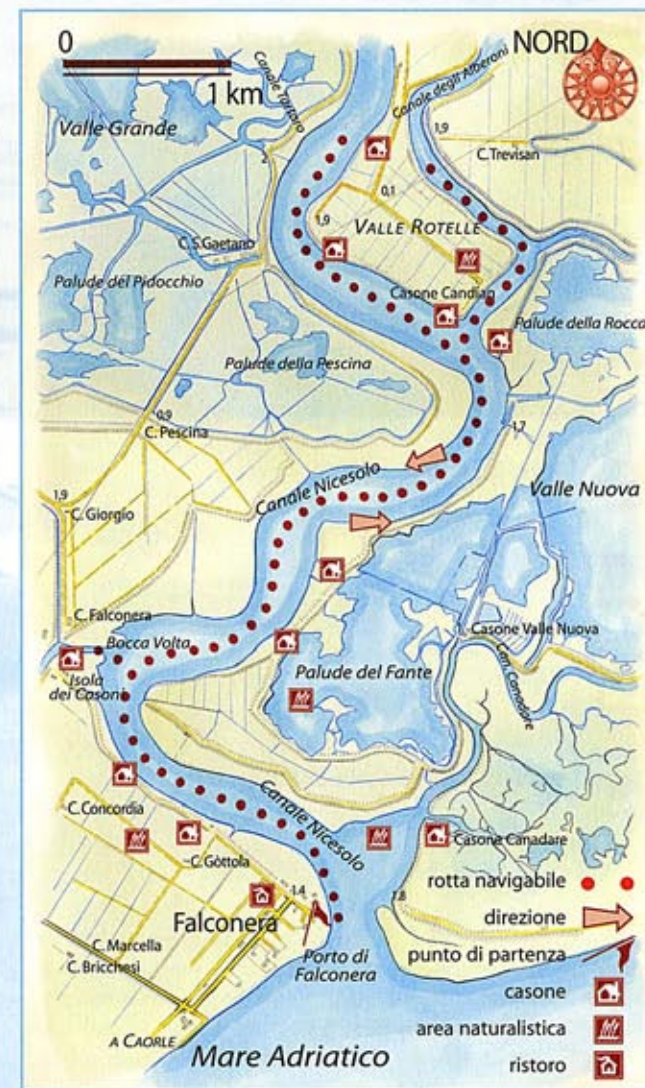 0
1 km
NORD
Canale Tartaro
Canale degli Alberoni
Valle Grande
1,9
C. Trevisan
2
0,1
1,9
VALLE ROTELLE
C.S.Gaetano
Palude del Pidocchio
Casone Candian
Palude della Rocca
Palude della Pescina
0,9
C. Pescina
1,7
Canale Nicesolo
Valle Nuova
1,9
C. Giorgio
C. Falconera
Bocca Volta
Casone Valle Nuova
Isola
dei Casoni
Palude del Fante
Can. Canadare
Canale Nicesolo
C. Concordia
C. Gòttola
Casona Canadare
rotta navigabile
1,4
1,8
direzione
Falconera
C. Marcella
Porto di
Falconera
punto di partenza
C. Bricchesi
casone
area naturalistica
A CAORLE
Mare Adriatico
ristoro